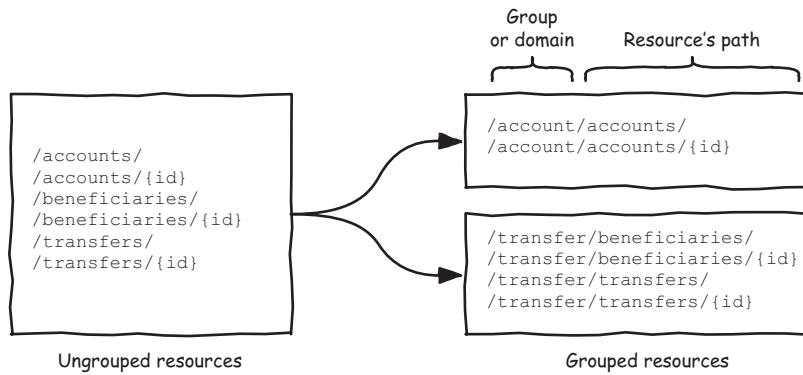 Group
or domain
Resource's path
/accounts/
/accounts/{id}
/beneficiaries/
/beneficiaries/{id}
/transfers/
/transfers/{id}
/account/accounts/
/account/accounts/{id}
/transfer/beneficiaries/
/transfer/beneficiaries/{id}
/transfer/transfers/
/transfer/transfers/{id}
Ungrouped resources
Grouped resources